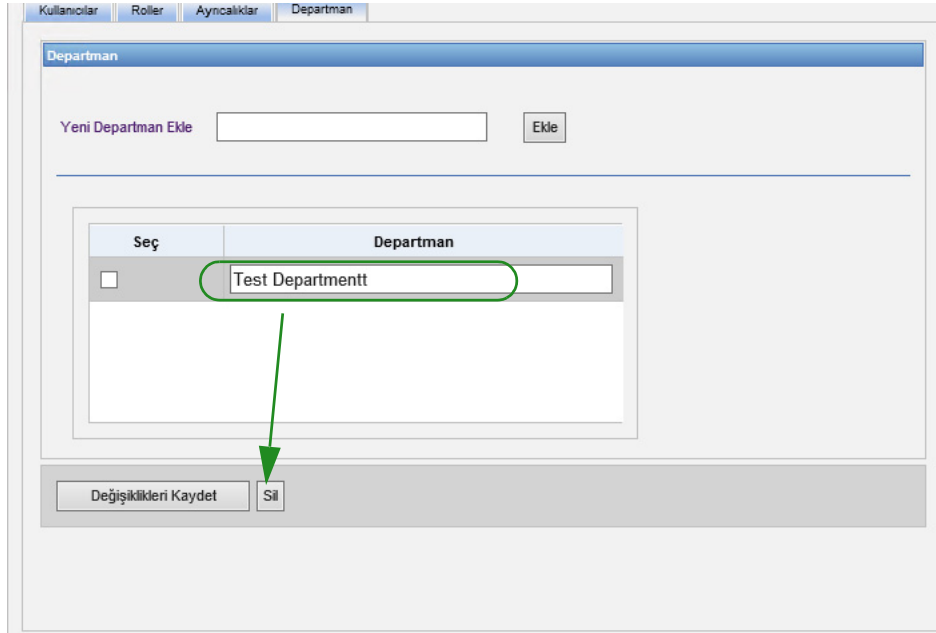 Kullanıcılar Roller Ayrıcalıklar Departman
Departman
Yeni Departman Ekle Ekle
Seç Departman
Test Departmentt
Değişiklikleri Kaydet Sil